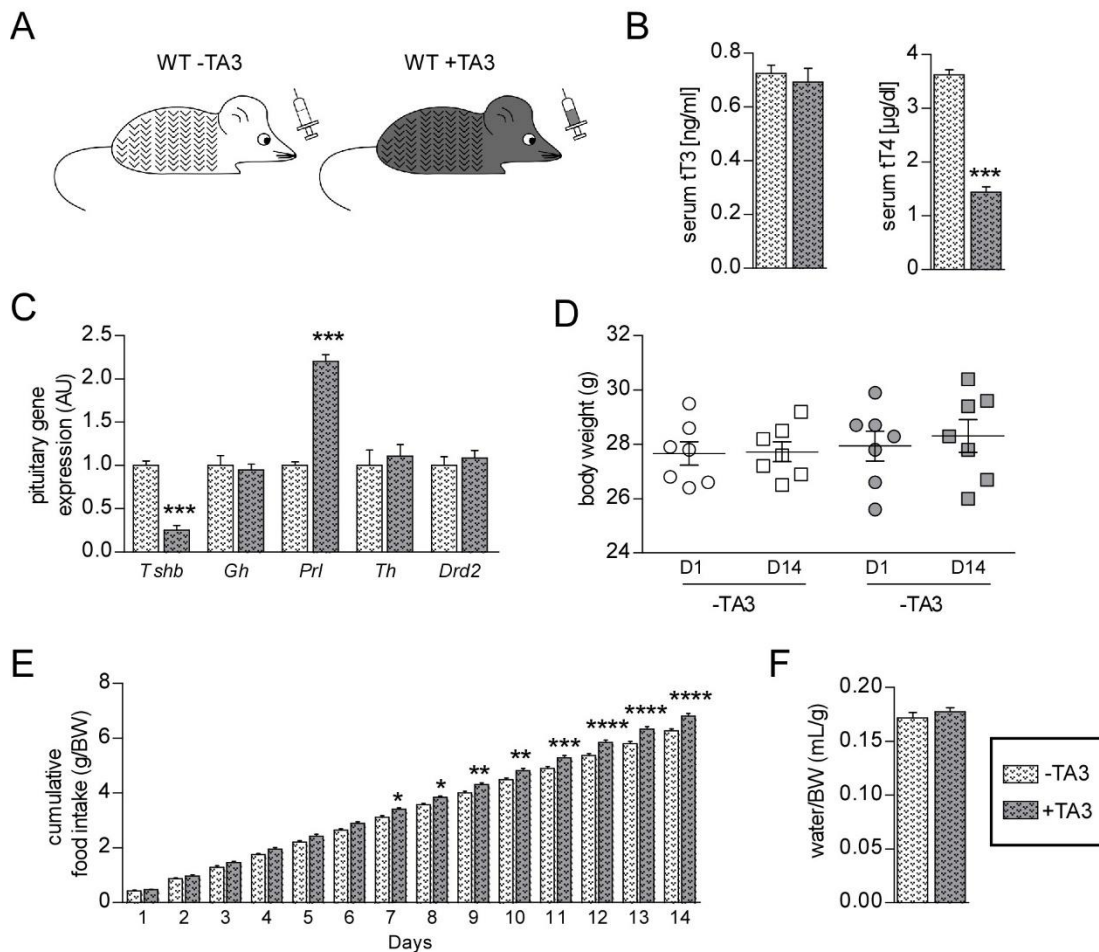 A
WT -TA3
WT +TA3
B
serum tT3 [ng/ml]
0.8
0.6
0.4
0.2
0.0
serum tT4 [µg/dl]
4
3
2
1
0
***
C
pituitary gene
expression (AU)
2.5
2.0
1.5
1.0
0.5
0.0
***
***
Tshb Gh Prl Th Drd2
D
body weight (g)
32
30
28
26
24
D1 D14 D1 D14
-TA3 -TA3
E
cumulative
food intake (g/BW)
8
6
4
2
0
* * ** ** *** **** **** ****
1 2 3 4 5 6 7 8 9 10 11 12 13 14
Days
F
water/BW (mL/g)
0.20
0.15
0.10
0.05
0.00
-TA3
+TA3